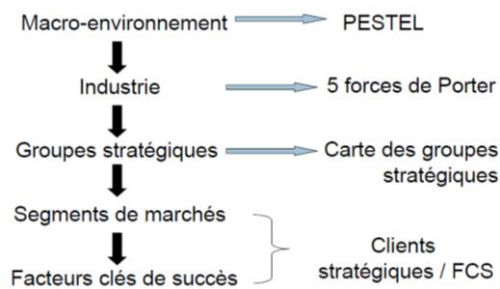 Macro-environnement PESTEL
Industrie 5 forces de Porter
Groupes stratégiques Carte des groupes
stratégiques
Segments de marchés
Clients
stratégiques / FCS
Facteurs clés de succès